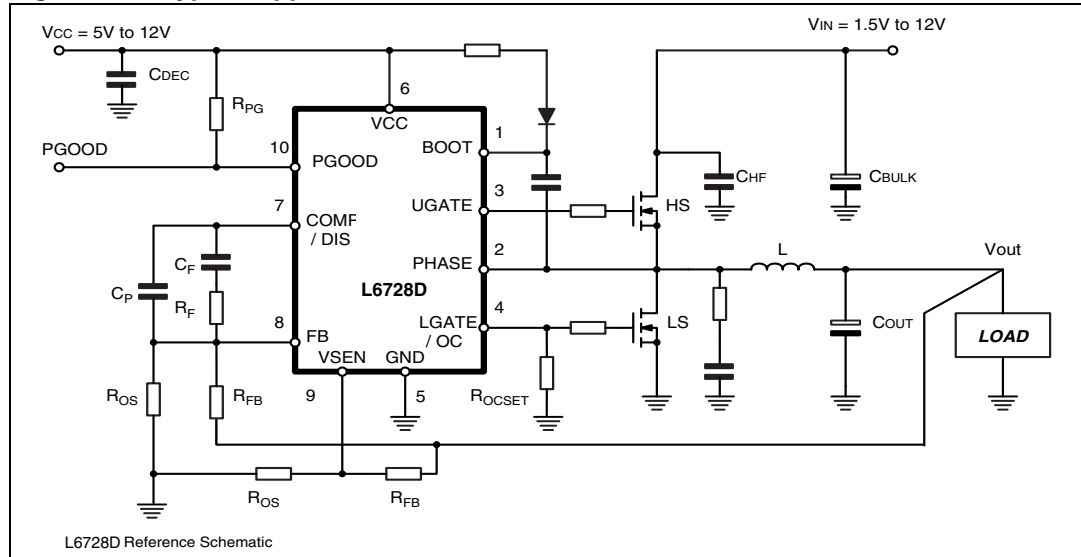 VCC = 5V to 12V
VIN = 1.5V to 12V
CDEC
RPG
6
VCC
1
BOOT
PGOOD
10
PGOOD
3
UGATE
HS
CHF
CBULK
7
COMP
/ DIS
2
PHASE
L
Vout
CF
CP
RF
L6728D
4
LGATE
/ OC
LS
COUT
LOAD
8
FB
VSEN
GND
9
5
ROCSET
ROS
RFB
ROS
RFB
L6728D Reference Schematic